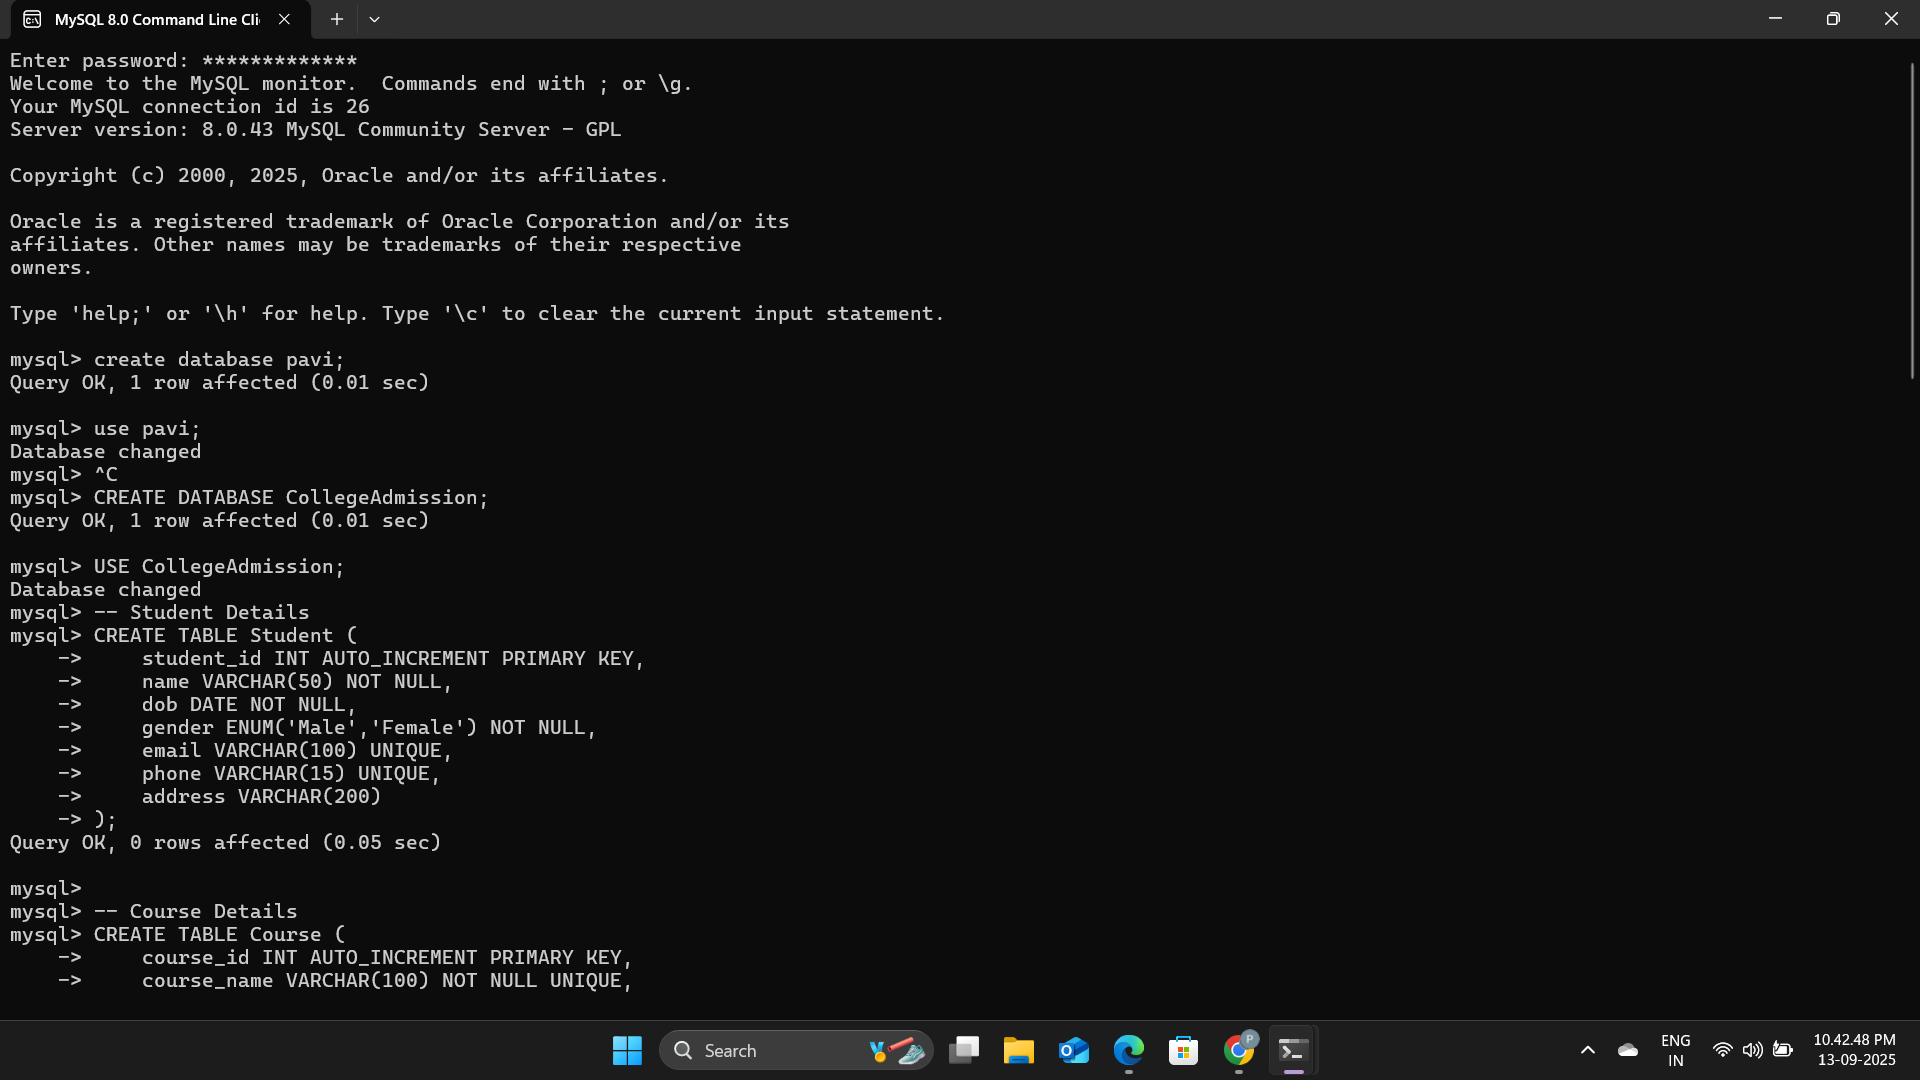 MySQL 8.0 Command Line Cli
Enter password: *************
Welcome to the MySQL monitor.  Commands end with ; or \g.
Your MySQL connection id is 26
Server version: 8.0.43 MySQL Community Server - GPL
Copyright (c) 2000, 2025, Oracle and/or its affiliates.
Oracle is a registered trademark of Oracle Corporation and/or its
affiliates. Other names may be trademarks of their respective
owners.
Type 'help;' or '\h' for help. Type '\c' to clear the current input statement.
mysql> create database pavi;
Query OK, 1 row affected (0.01 sec)
mysql> use pavi;
Database changed
mysql> ^C
mysql> CREATE DATABASE CollegeAdmission;
Query OK, 1 row affected (0.01 sec)
mysql> USE CollegeAdmission;
Database changed
mysql> -- Student Details
mysql> CREATE TABLE Student (
    ->     student_id INT AUTO_INCREMENT PRIMARY KEY,
    ->     name VARCHAR(50) NOT NULL,
    ->     dob DATE NOT NULL,
    ->     gender ENUM('Male','Female') NOT NULL,
    ->     email VARCHAR(100) UNIQUE,
    ->     phone VARCHAR(15) UNIQUE,
    ->     address VARCHAR(200)
    -> );
Query OK, 0 rows affected (0.05 sec)
mysql>
mysql> -- Course Details
mysql> CREATE TABLE Course (
    ->     course_id INT AUTO_INCREMENT PRIMARY KEY,
    ->     course_name VARCHAR(100) NOT NULL UNIQUE,
Search
P
ENG
IN
10.42.48 PM
13-09-2025